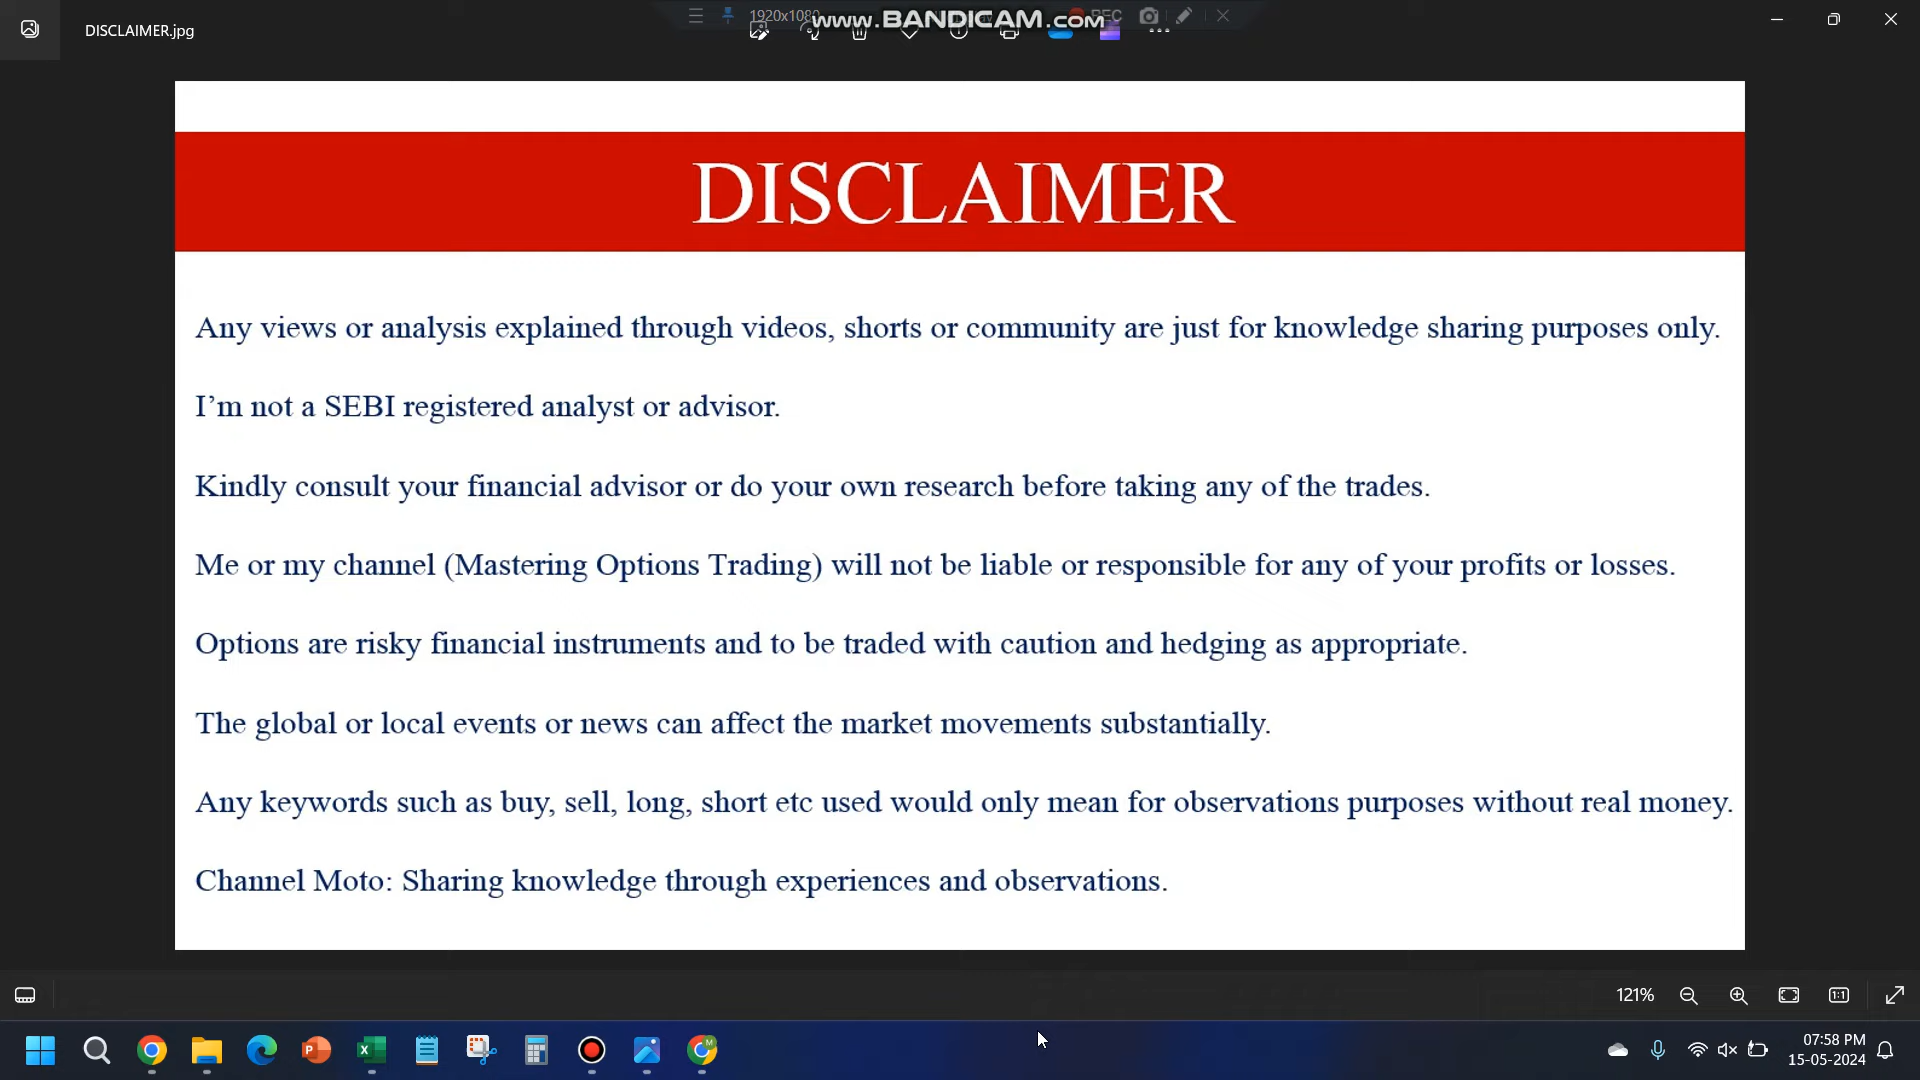 DISCLAIMER.jpg
1920x1080
www.BANDICAM.com
REC
DISCLAIMER
Any views or analysis explained through videos, shorts or community are just for knowledge sharing purposes only.
I’m not a SEBI registered analyst or advisor.
Kindly consult your financial advisor or do your own research before taking any of the trades.
Me or my channel (Mastering Options Trading) will not be liable or responsible for any of your profits or losses.
Options are risky financial instruments and to be traded with caution and hedging as appropriate.
The global or local events or news can affect the market movements substantially.
Any keywords such as buy, sell, long, short etc used would only mean for observations purposes without real money.
Channel Moto: Sharing knowledge through experiences and observations.
121%
1:1
07:58 PM
15-05-2024